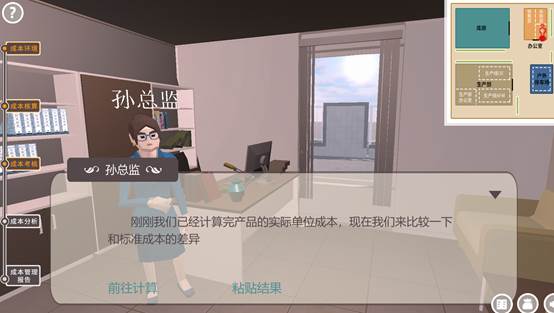 ?
成本环境
成本核算
成本考核
成本分析
成本管理
报告
孙总监
办公室
孙总监
刚刚我们已经计算完产品的实际单位成本，现在我们来比较一下
和标准成本的差异
前往计算
粘贴结果